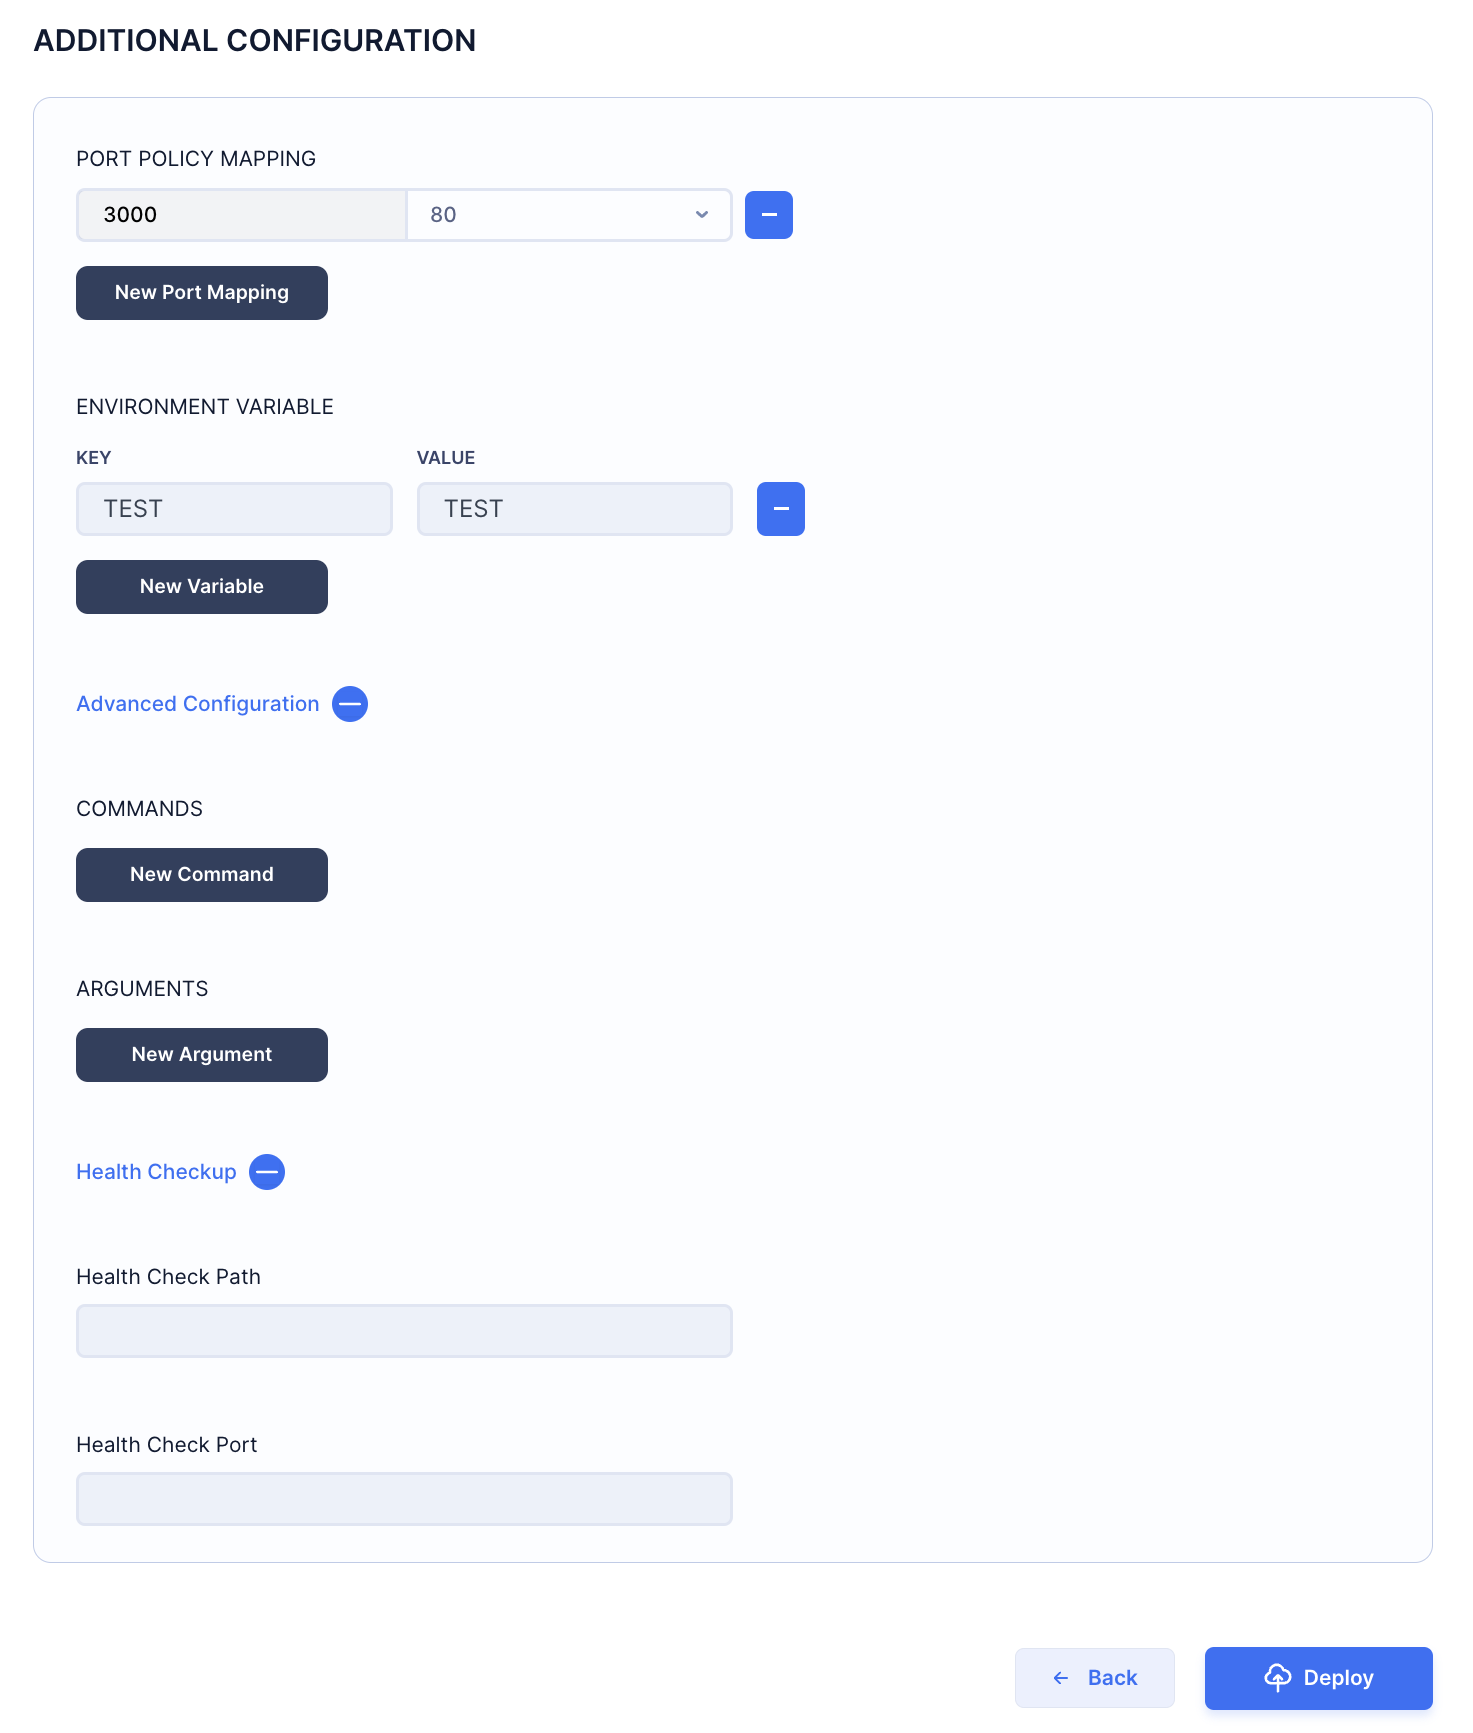 ADDITIONAL CONFIGURATION
PORT POLICY MAPPING
3000 80
New Port Mapping
ENVIRONMENT VARIABLE
KEY VALUE
TEST TEST
New Variable
Advanced Configuration
COMMANDS
New Command
ARGUMENTS
New Argument
Health Checkup
Health Check Path
Health Check Port
Back Deploy